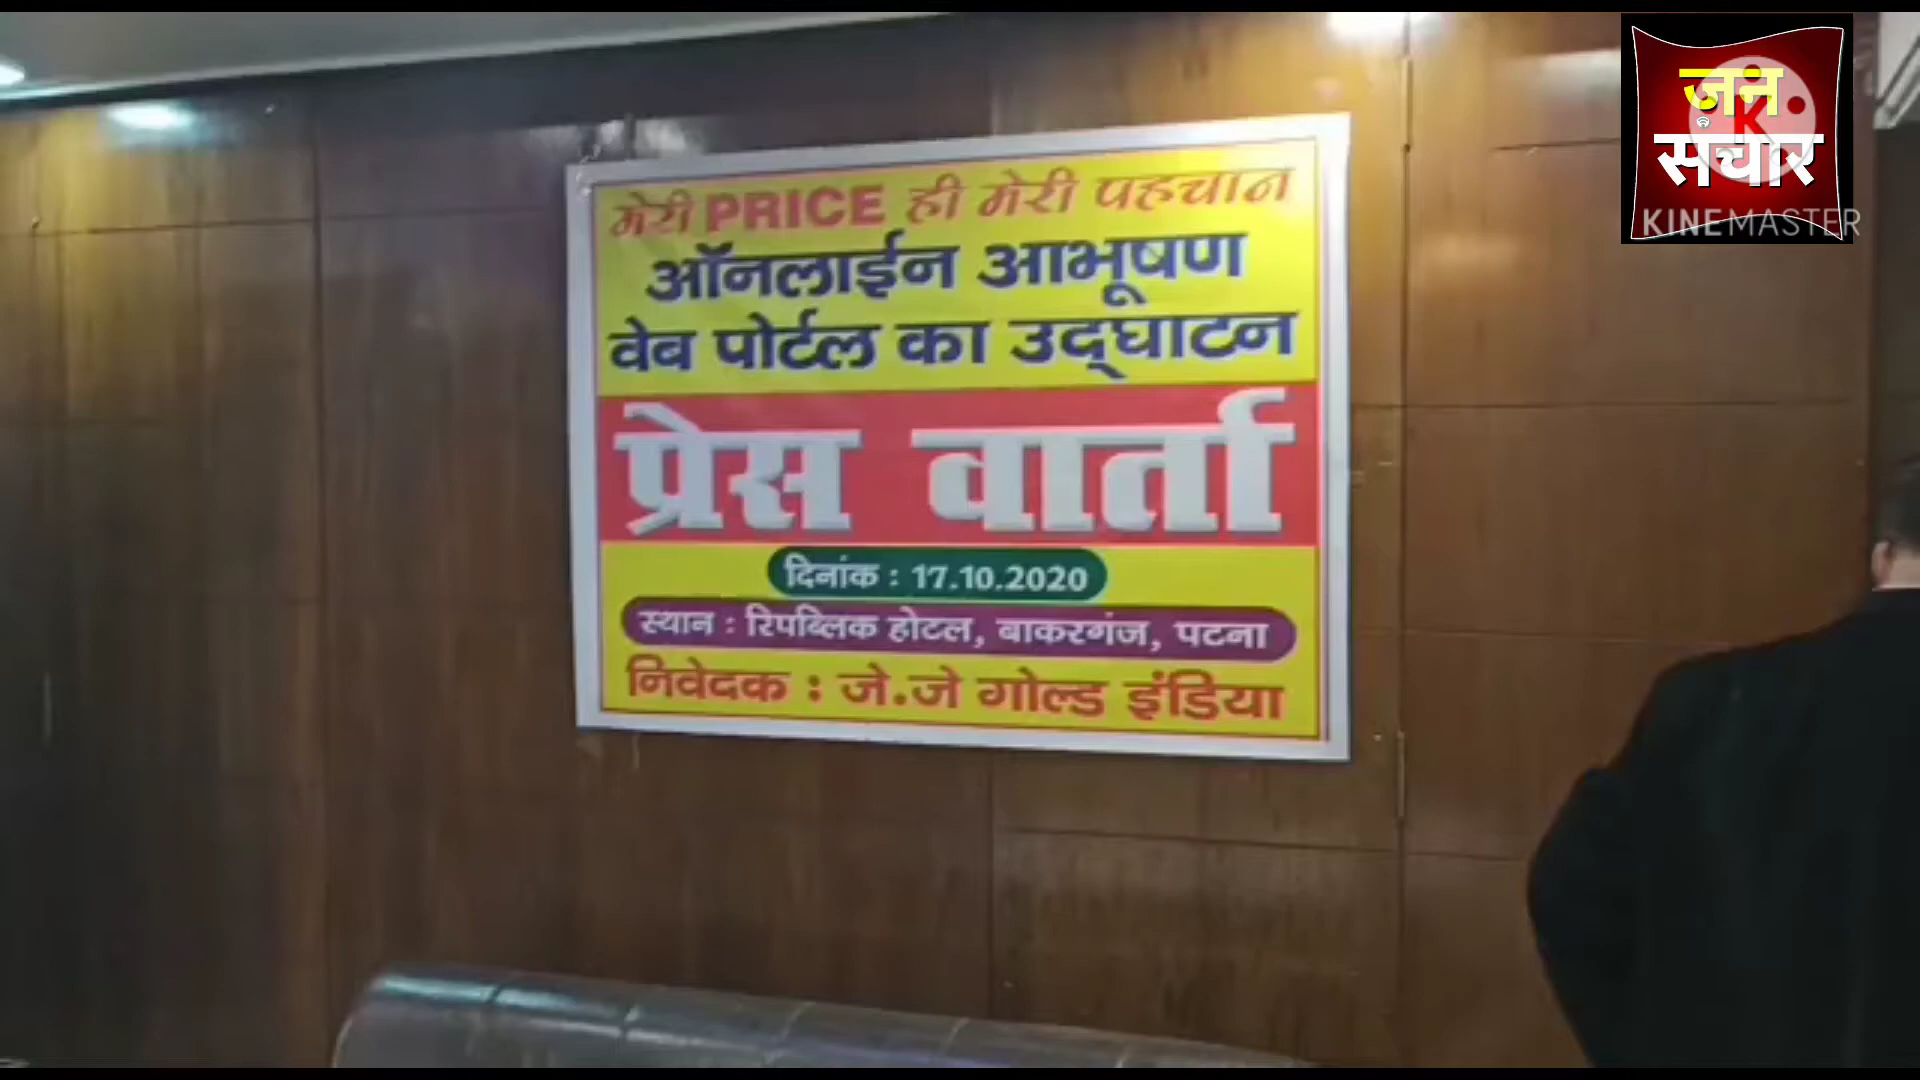 मेरी PRICE ही मेरी पहचान
ऑनलाईन आभूषण
वेब पोर्टल का उद्‌घाटन
प्रेस वार्ता
दिनांक : 17.10.2020
स्थान : रिपब्लिक होटल, बाकरगंज, पटना
निवेदक : जे.जे गोल्ड इंडिया
जन
K
संचार
KINEMASTER